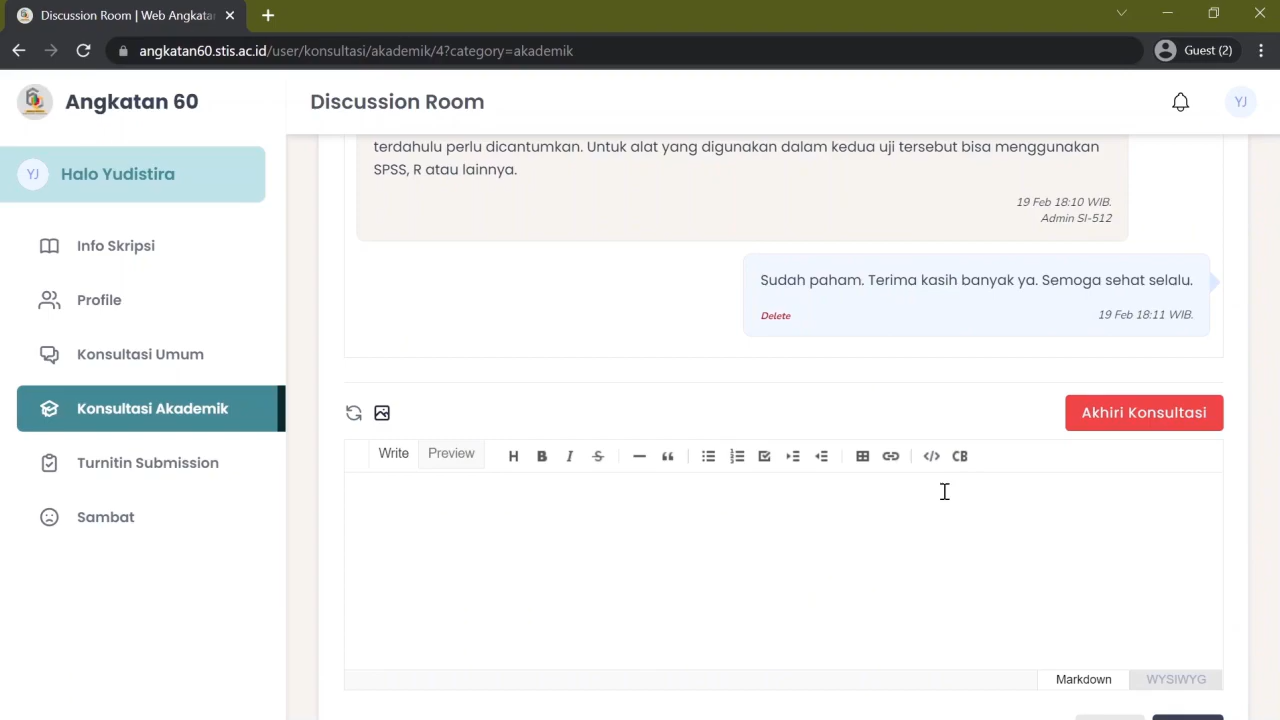 Discussion Room | Web Angkata
angkatan60.stis.ac.id/user/konsultasi/akademik/4?category=akademik
Guest (2)
Angkatan 60
Discussion Room
YJ
YJ
Halo Yudistira
Info Skripsi
Profile
Konsultasi Umum
Konsultasi Akademik
Turnitin Submission
Sambat
terdahulu perlu dicantumkan. Untuk alat yang digunakan dalam kedua uji tersebut bisa menggunakan
SPSS, R atau lainnya.
19 Feb 18:10 WIB.
Admin SI-512
Sudah paham. Terima kasih banyak ya. Semoga sehat selalu.
Delete
19 Feb 18:11 WIB.
Akhiri Konsultasi
Write
Preview
H B I S
CB
Markdown
WYSIWYG